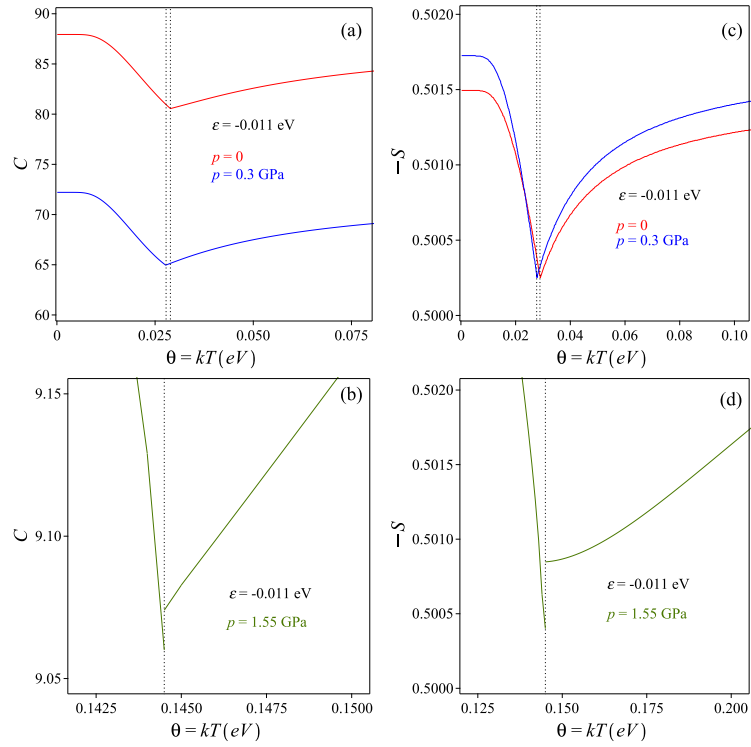 (a)
C
90
85
80
75
70
65
60
ε = -0.011 eV
p = 0
p = 0.3 GPa
0
0.025
0.050
0.075
θ = kT(eV)
(c)
−S
0.5020
0.5015
0.5010
0.5005
0.5000
ε = -0.011 eV
p = 0
p = 0.3 GPa
0
0.02
0.04
0.06
0.08
0.10
θ = kT(eV)
(b)
C
9.15
9.10
9.05
ε = -0.011 eV
p = 1.55 GPa
0.1425
0.1450
0.1475
0.1500
θ = kT(eV)
(d)
−S
0.5020
0.5015
0.5010
0.5005
0.5000
ε = -0.011 eV
p = 1.55 GPa
0.125
0.150
0.175
0.200
θ = kT(eV)